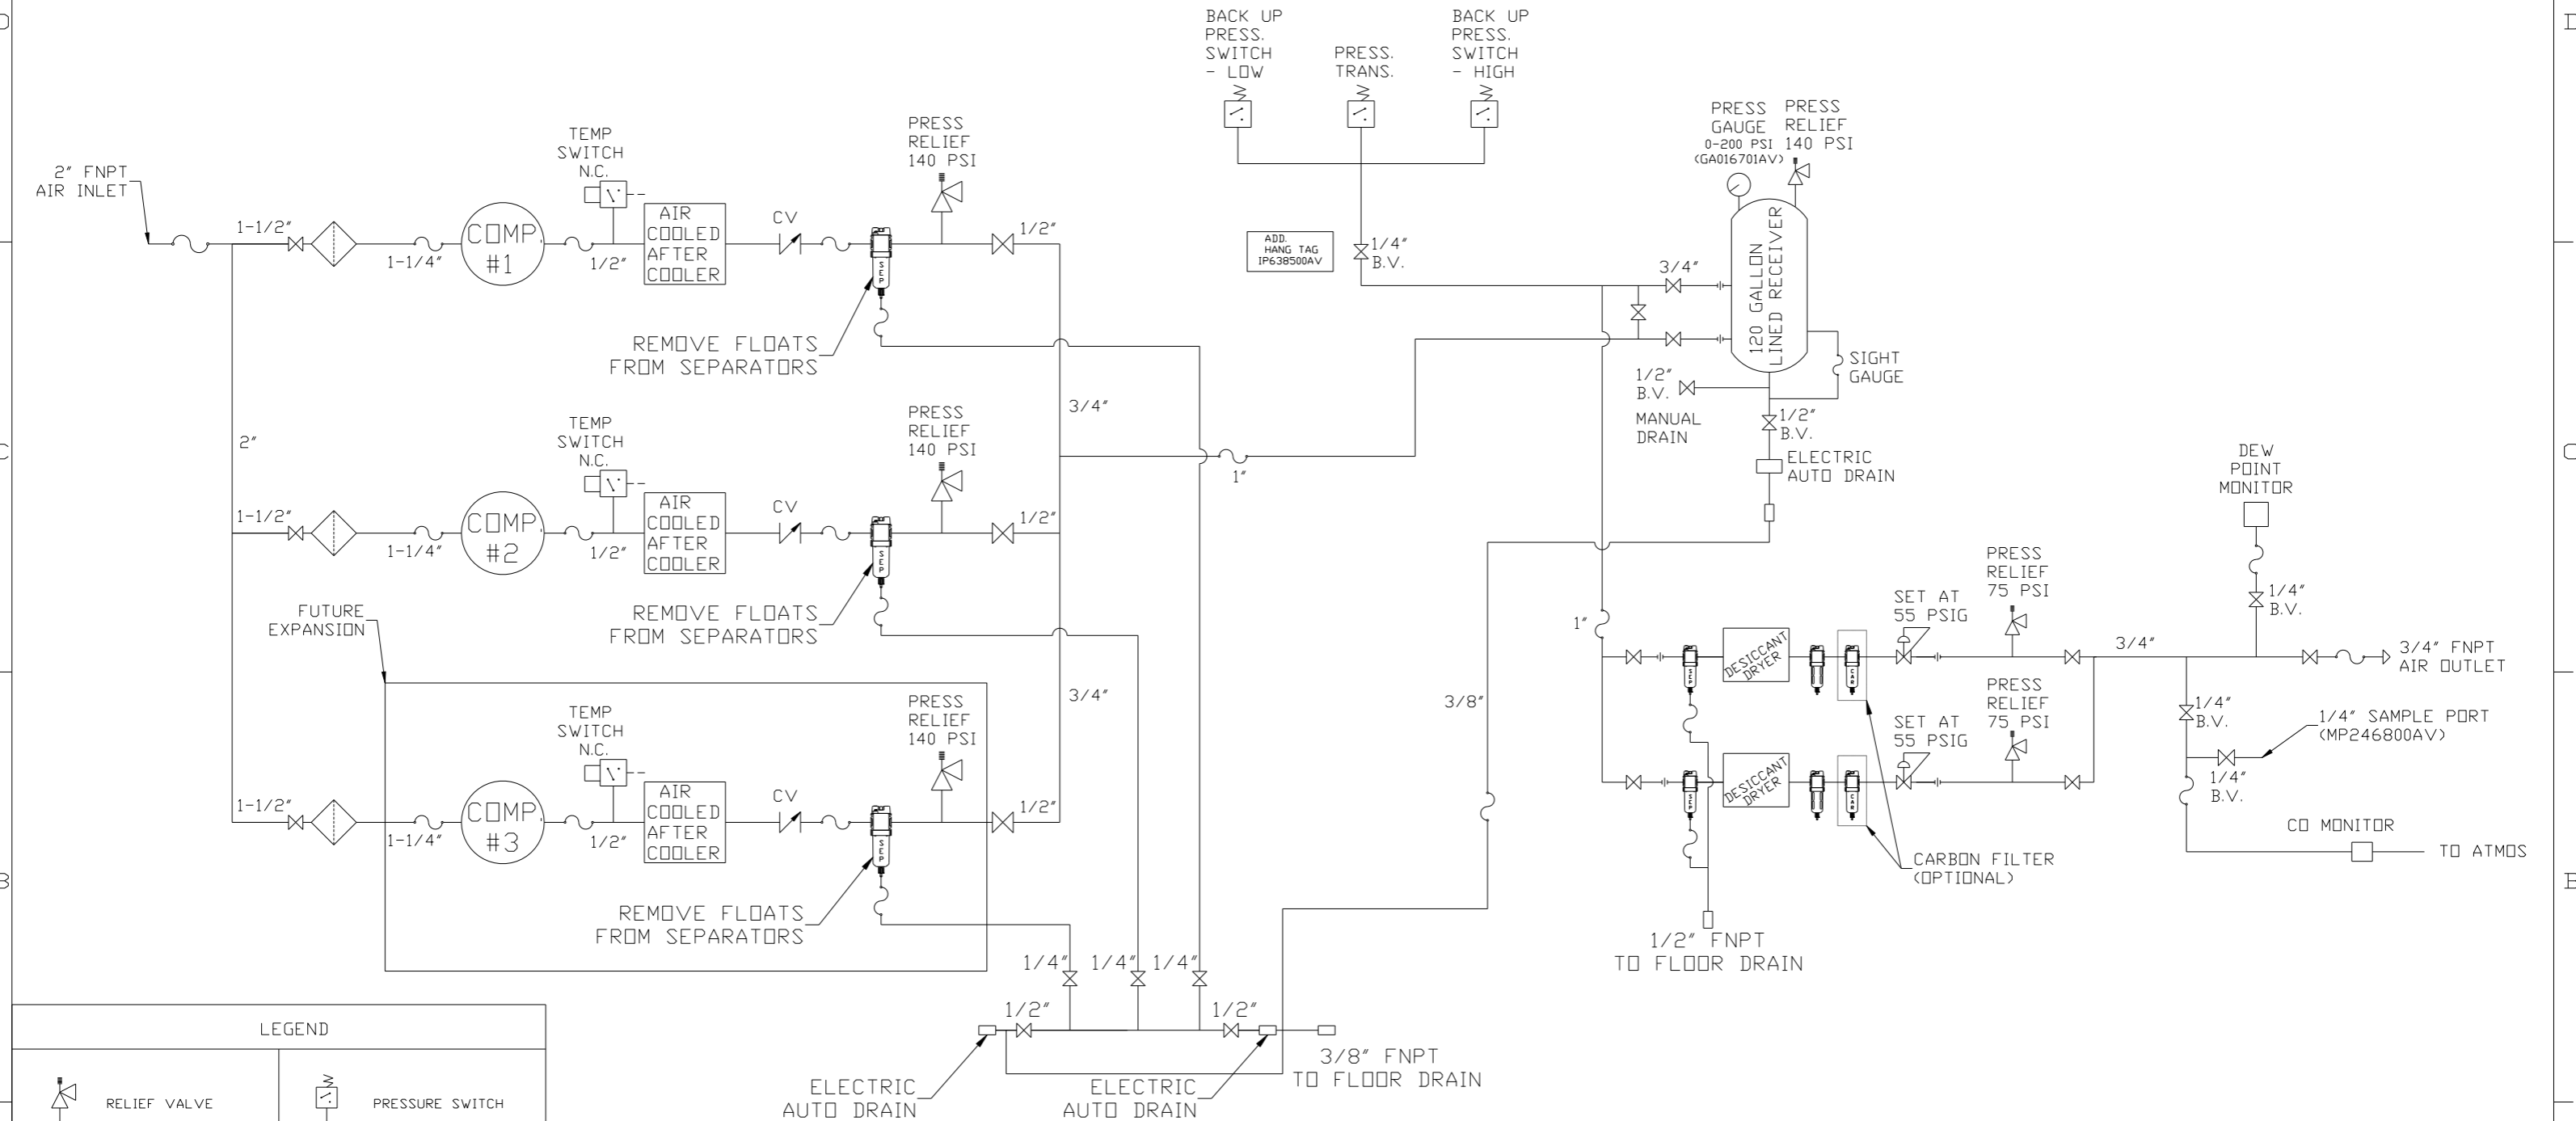 D
D
BACK UP
PRESS.
SWITCH
- LOW
PRESS.
TRANS.
BACK UP
PRESS.
SWITCH
- HIGH
PRESS
GAUGE
0-200 PSI
(GA016701AV)
PRESS
RELIEF
140 PSI
2" FNPT
AIR INLET
1-1/2"
1-1/4"
COMP.
#1
TEMP
SWITCH
N.C.
1/2"
AIR
COOLED
AFTER
COOLER
CV
SEP
PRESS
RELIEF
140 PSI
1/2"
REMOVE FLOATS
FROM SEPARATORS
ADD.
HANG TAG
IP638500AV
1/4"
B.V.
3/4"
120 GALLON
LINED RECEIVER
SIGHT
GAUGE
1/2"
B.V.
MANUAL
DRAIN
1/2"
B.V.
ELECTRIC
AUTO DRAIN
3/4"
1"
C
C
2"
1-1/2"
1-1/4"
COMP.
#2
TEMP
SWITCH
N.C.
1/2"
AIR
COOLED
AFTER
COOLER
CV
SEP
PRESS
RELIEF
140 PSI
1/2"
REMOVE FLOATS
FROM SEPARATORS
3/4"
FUTURE
EXPANSION
1-1/2"
1-1/4"
COMP.
#3
TEMP
SWITCH
N.C.
1/2"
AIR
COOLED
AFTER
COOLER
CV
SEP
PRESS
RELIEF
140 PSI
1/2"
REMOVE FLOATS
FROM SEPARATORS
3/8"
1"
SEP
DESICCANT
DRYER
CAR
SET AT
55 PSIG
PRESS
RELIEF
75 PSI
3/4"
DEW
POINT
MONITOR
1/4"
B.V.
3/4" FNPT
AIR OUTLET
SEP
DESICCANT
DRYER
CAR
SET AT
55 PSIG
PRESS
RELIEF
75 PSI
1/4"
B.V.
1/4" SAMPLE PORT
(MP246800AV)
1/4"
B.V.
CO MONITOR
TO ATMOS
CARBON FILTER
(OPTIONAL)
1/2" FNPT
TO FLOOR DRAIN
B
B
1/4"
1/4"
1/4"
1/2"
1/2"
ELECTRIC
AUTO DRAIN
ELECTRIC
AUTO DRAIN
3/8" FNPT
TO FLOOR DRAIN
LEGEND
RELIEF VALVE
PRESSURE SWITCH